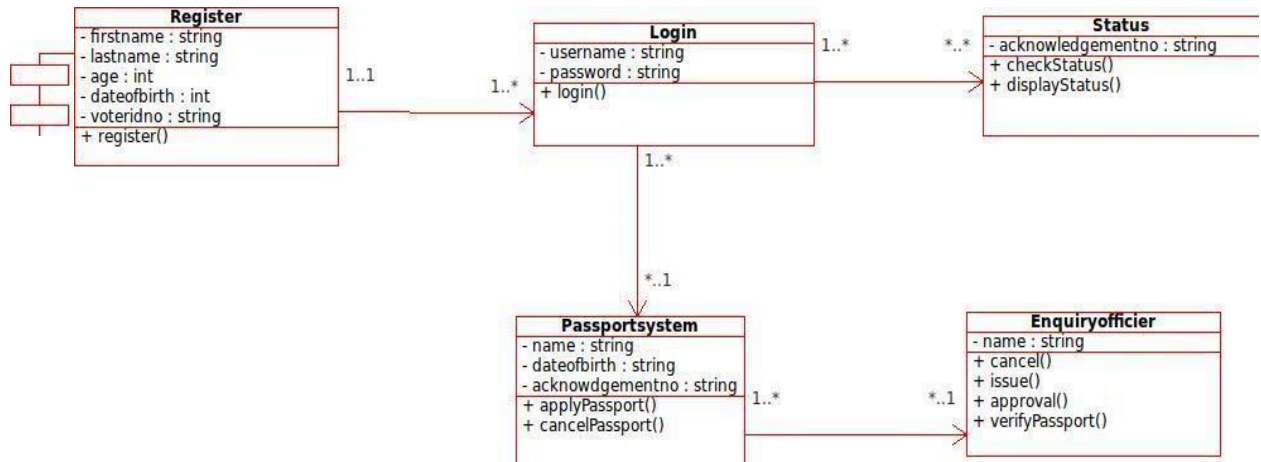 Register
- firstname : string
- lastname : string
- age : int
- dateofbirth : int
- voteridno : string
+ register()
1..1
1..*
Login
- username : string
- password : string
+ login()
1..*
*..*
Status
- acknowledgementno : string
+ checkStatus()
+ displayStatus()
1..*
*..1
Passportsystem
- name : string
- dateofbirth : string
- acknowdgementno : string
+ applyPassport()
+ cancelPassport()
1..*
*..1
Enquiryofficier
- name : string
+ cancel()
+ issue()
+ approval()
+ verifyPassport()